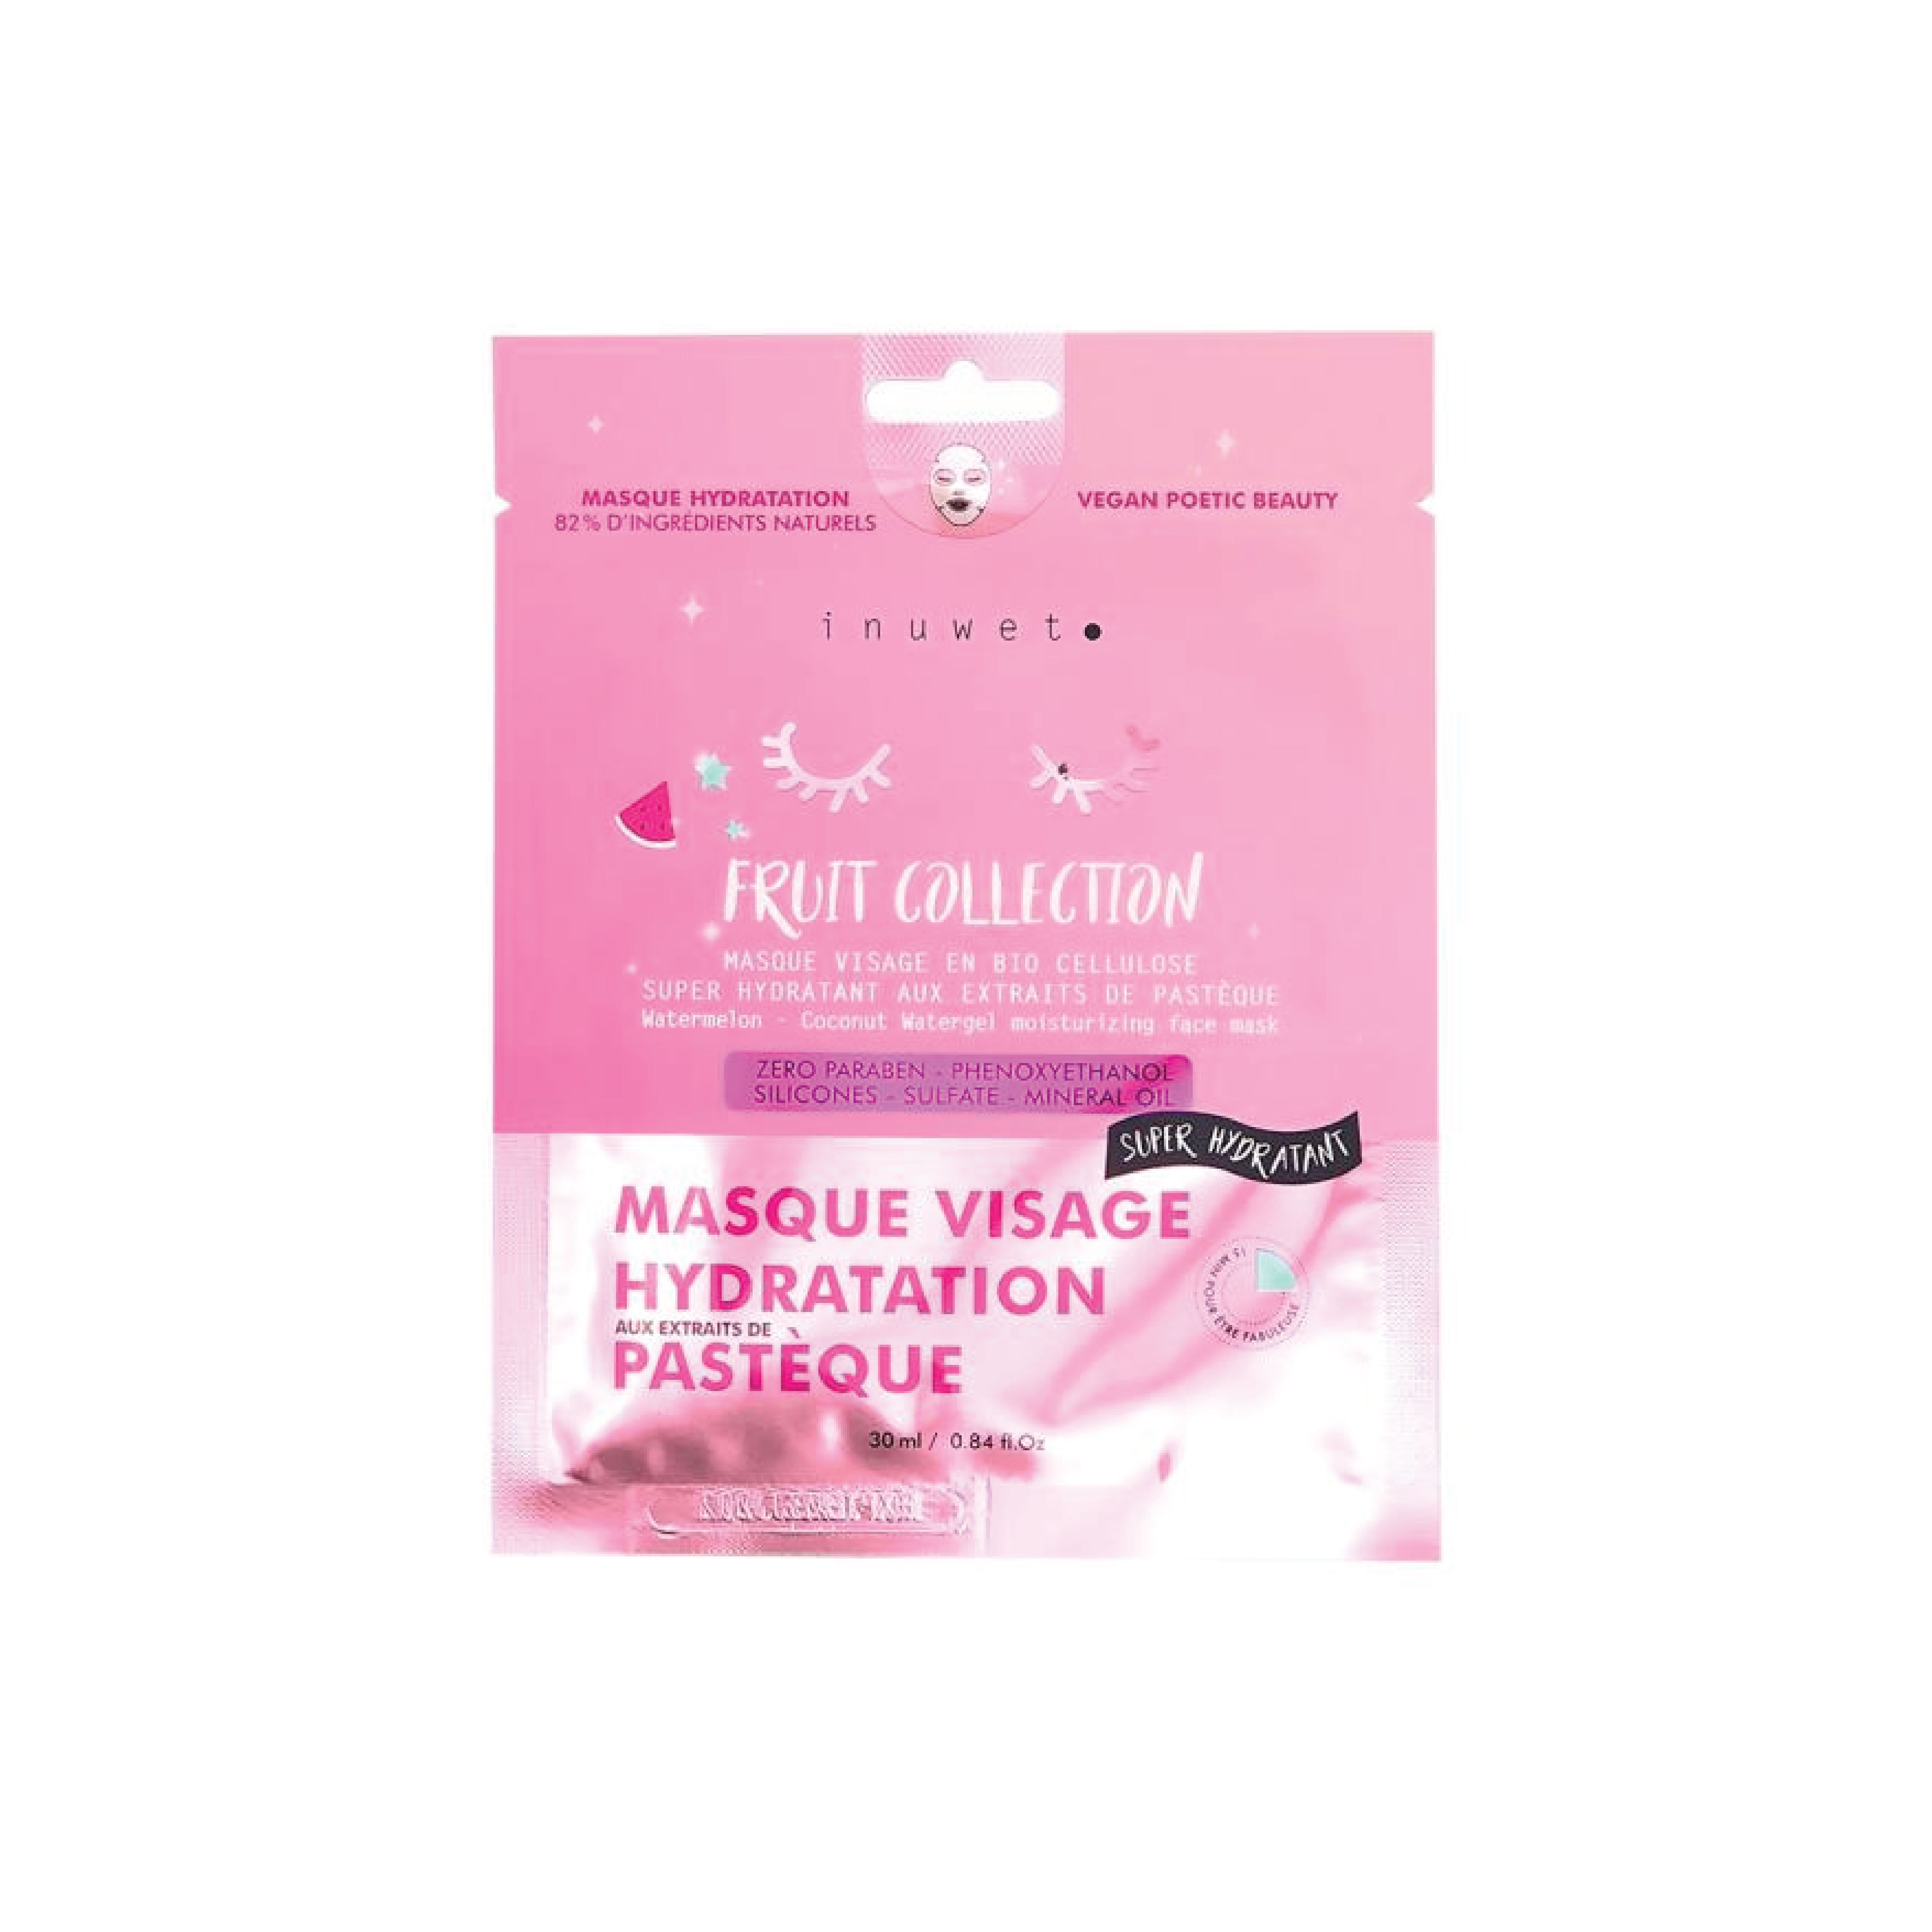 MASQUE HYDRATATION
82% D'INGRÉDIENTS NATURELS
VEGAN POETIC BEAUTY
inuwet
FRUIT COLLECTION
MASQUE VISAGE EN BIO CELLULOSE
SUPER HYDRATANT AUX EXTRAITS DE PASTÈQUE
Watermelon - Coconut Watergel moisturizing face mask
ZERO PARABEN - PHENOXYETHANOL
SILICONES - SULFATE - MINERAL OIL
SUPER HYDRATANT
MASQUE VISAGE
HYDRATATION
AUX EXTRAITS DE
PASTÈQUE
15 MIN POUR ÊTRE FABULEUSE
30 ml / 0.84 fl.Oz